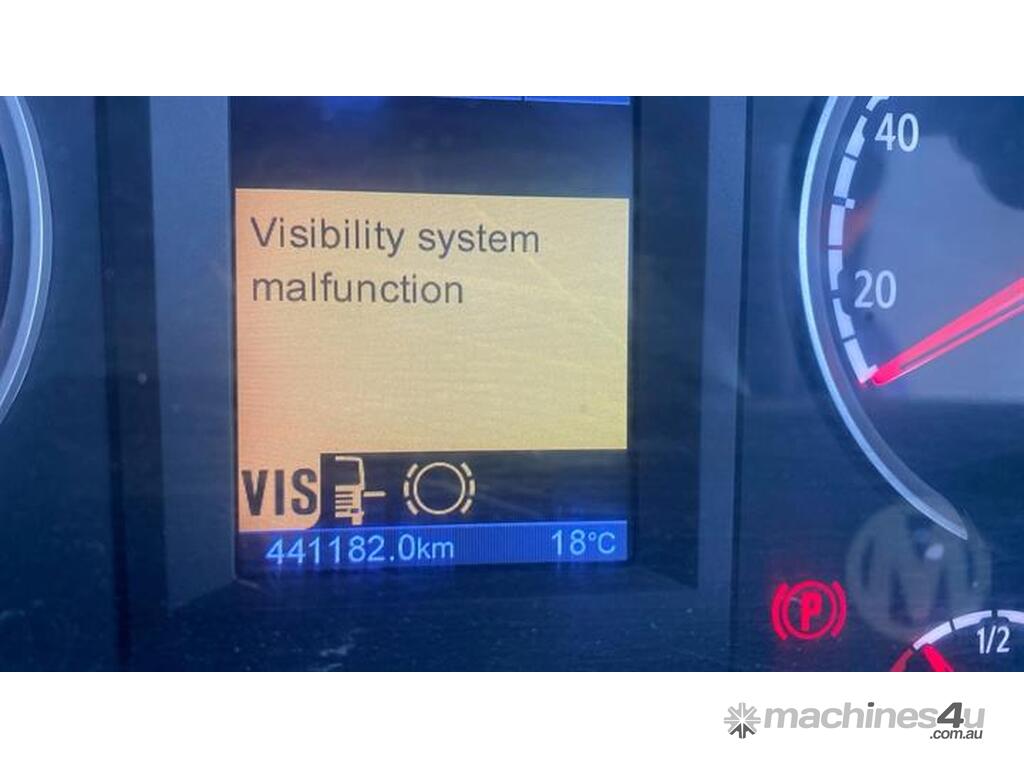 40
Visibility system
malfunction
20
VIS
441182.0km 18°C
P
M
1/2
machines4u
.com.au